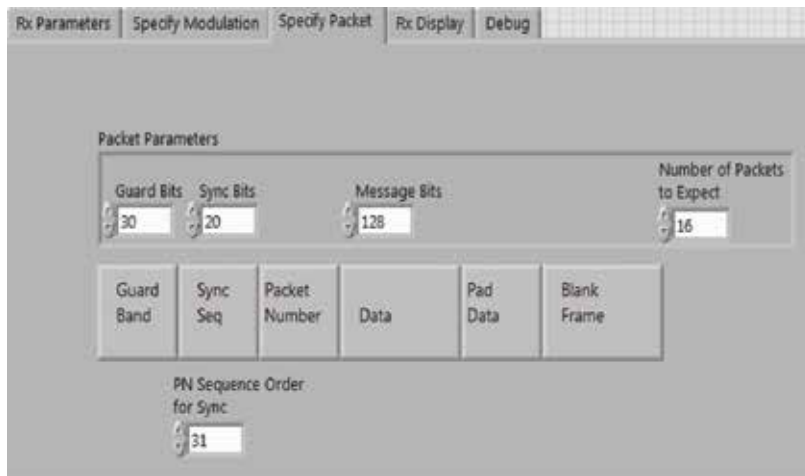 Rx Parameters Specify Modulation Specify Packet Rx Display Debug
Packet Parameters
Number of Packets
to Expect
Guard Bits Sync Bits Message Bits
30 20 128 16
Guard Band
Sync Seq
Packet Number
Data
Pad Data
Blank Frame
PN Sequence Order
for Sync
31